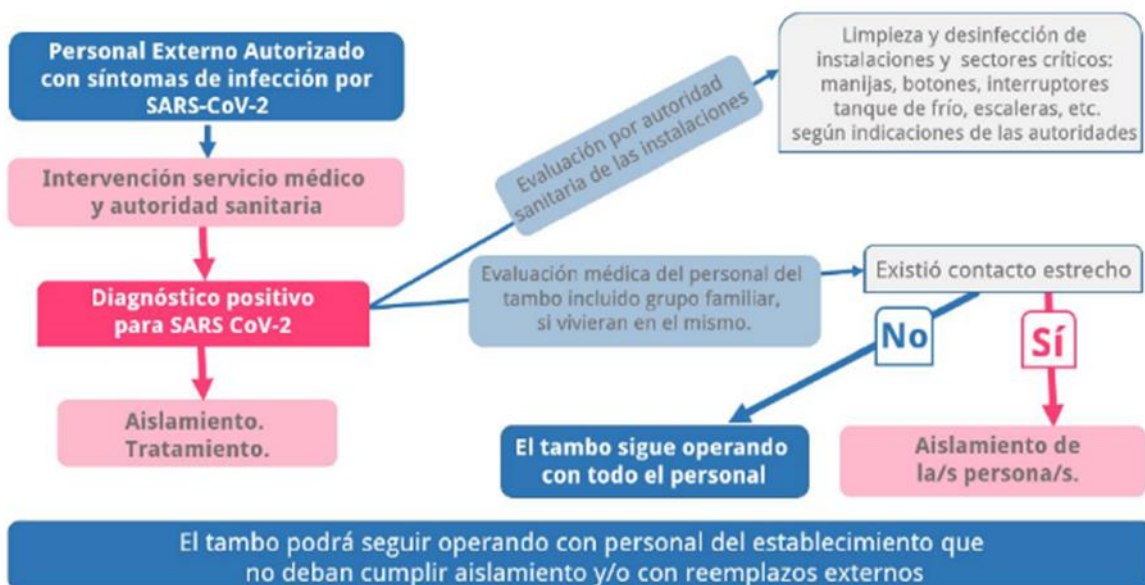 Personal Externo Autorizado
con síntomas de infección por
SARS-CoV-2
Intervención servicio médico
y autoridad sanitaria
Diagnóstico positivo
para SARS CoV-2
Aislamiento.
Tratamiento.
Evaluación por autoridad
sanitaria de las instalaciones
Limpieza y desinfección de
instalaciones y sectores críticos:
manijas, botones, interruptores
tanque de frío, escaleras, etc.
según indicaciones de las autoridades
Evaluación médica del personal del
tambo incluido grupo familiar,
si vivieran en el mismo.
Existió contacto estrecho
No
Sí
El tambo sigue operando
con todo el personal
Aislamiento de
la/s persona/s.
El tambo podrá seguir operando con personal del establecimiento que
no deban cumplir aislamiento y/o con reemplazos externos